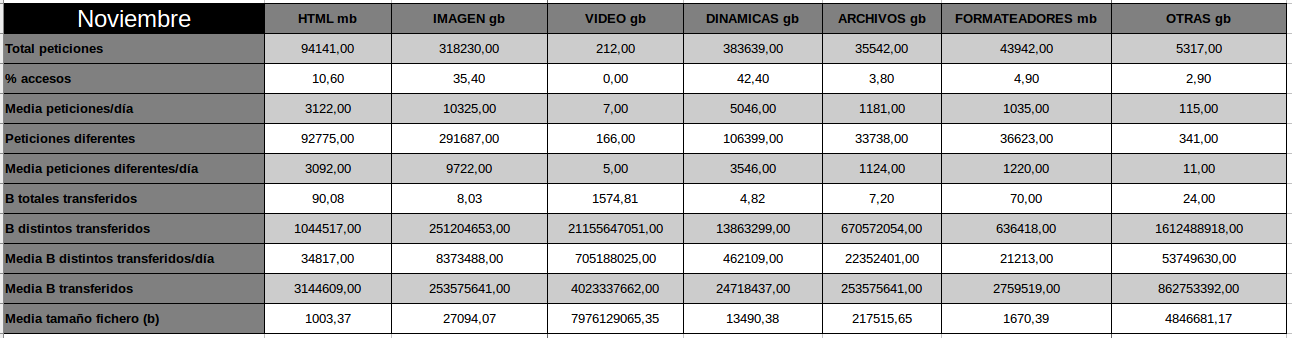 Noviembre HTML mb IMAGEN gb VIDEO gb DINAMICAS gb ARCHIVOS gb FORMATEADORES mb OTRAS gb
Total peticiones 94141,00 318230,00 212,00 383639,00 35542,00 43942,00 5317,00
% accesos 10,60 35,40 0,00 42,40 3,80 4,90 2,90
Media peticiones/día 3122,00 10325,00 7,00 5046,00 1181,00 1035,00 115,00
Peticiones diferentes 92775,00 291687,00 166,00 106399,00 33738,00 36623,00 341,00
Media peticiones diferentes/día 3092,00 9722,00 5,00 3546,00 1124,00 1220,00 11,00
B totales transferidos 90,08 8,03 1574,81 4,82 7,20 70,00 24,00
B distintos transferidos 1044517,00 251204653,00 21155647051,00 13863299,00 670572054,00 636418,00 1612488918,00
Media B distintos transferidos/día 34817,00 8373488,00 705188025,00 462109,00 22352401,00 21213,00 53749630,00
Media B transferidos 3144609,00 253575641,00 4023337662,00 24718437,00 253575641,00 2759519,00 862753392,00
Media tamaño fichero (b) 1003,37 27094,07 7976129065,35 13490,38 217515,65 1670,39 4846681,17